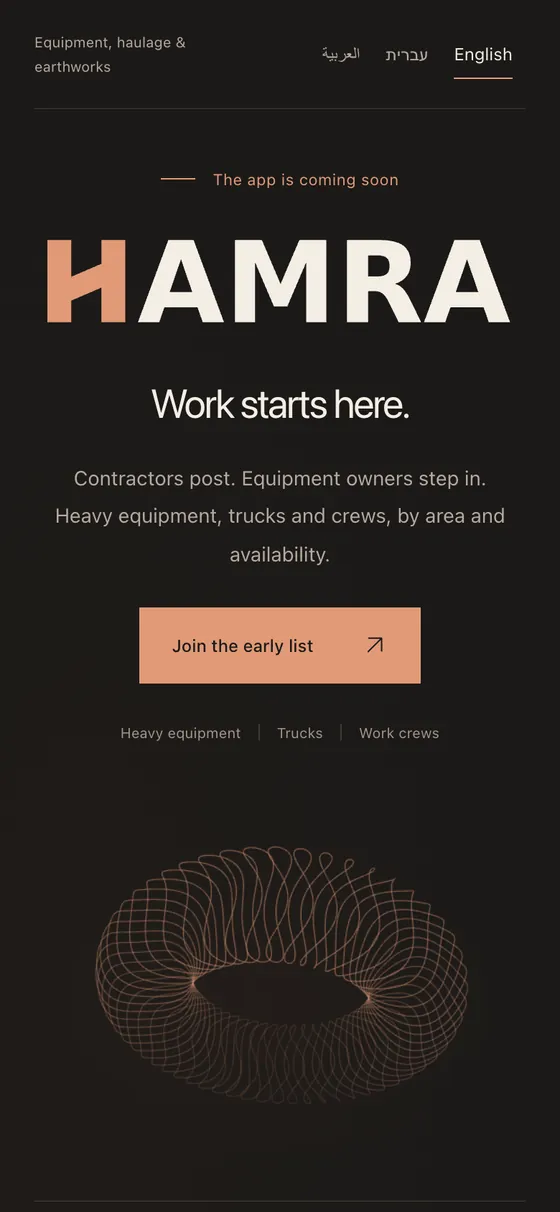 Equipment, haulage &
earthworks
العربية
עברית
English
The app is coming soon
HAMRA
Work starts here.
Contractors post. Equipment owners step in.
Heavy equipment, trucks and crews, by area and
availability.
Join the early list
Heavy equipment | Trucks | Work crews